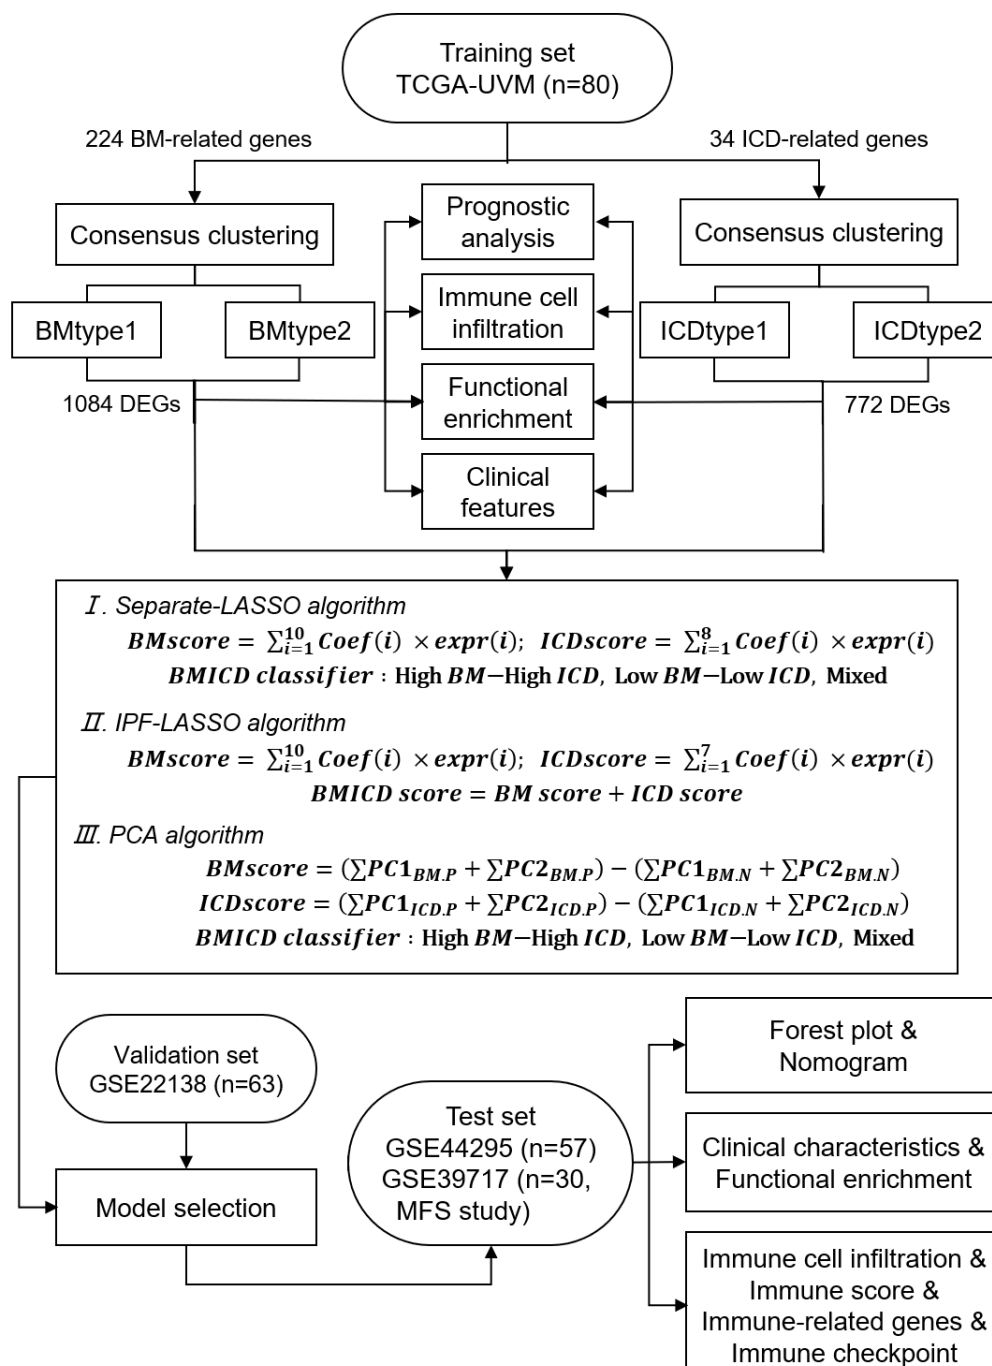 Training set
TCGA-UVM (n=80)
224 BM-related genes
34 ICD-related genes
Consensus clustering
Prognostic
analysis
Consensus clustering
BMtype1
BMtype2
Immune cell
infiltration
ICDtype1
ICDtype2
1084 DEGs
Functional
enrichment
772 DEGs
Clinical
features
Ⅰ. Separate-LASSO algorithm
BMscore = ∑_{i=1}^{10} Coef(i) × expr(i); ICDscore = ∑_{i=1}^{8} Coef(i) × expr(i)
BMICD classifier : High BM−High ICD, Low BM−Low ICD, Mixed
Ⅱ. IPF-LASSO algorithm
BMscore = ∑_{i=1}^{10} Coef(i) × expr(i); ICDscore = ∑_{i=1}^{7} Coef(i) × expr(i)
BMICD score = BM score + ICD score
Ⅲ. PCA algorithm
BMscore = (∑PC1_{BM.P} + ∑PC2_{BM.P}) − (∑PC1_{BM.N} + ∑PC2_{BM.N})
ICDscore = (∑PC1_{ICD.P} + ∑PC2_{ICD.P}) − (∑PC1_{ICD.N} + ∑PC2_{ICD.N})
BMICD classifier : High BM−High ICD, Low BM−Low ICD, Mixed
Validation set
GSE22138 (n=63)
Model selection
Test set
GSE44295 (n=57)
GSE39717 (n=30,
MFS study)
Forest plot &
Nomogram
Clinical characteristics &
Functional enrichment
Immune cell infiltration &
Immune score &
Immune-related genes &
Immune checkpoint